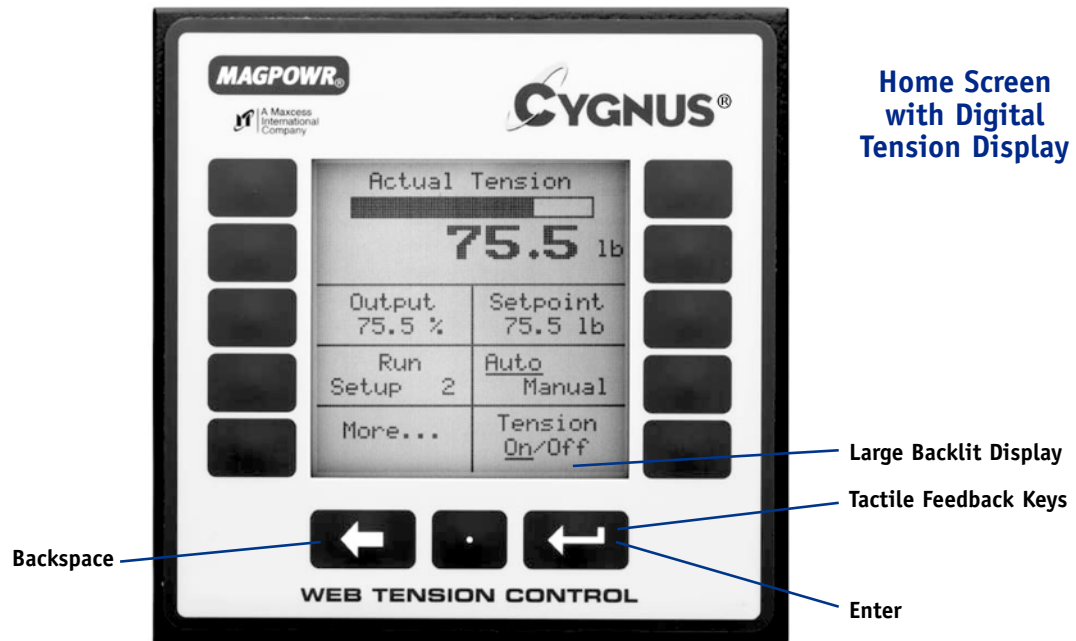 MAGPOWR®
A Maxcess
International
Company
CYGNUS®
Home Screen
with Digital
Tension Display
Actual Tension
75.5 lb
Output
75.5 %
Setpoint
75.5 lb
Run
Setup 2
Auto
Manual
More...
Tension
On/Off
Large Backlit Display
Tactile Feedback Keys
Backspace
Enter
WEB TENSION CONTROL